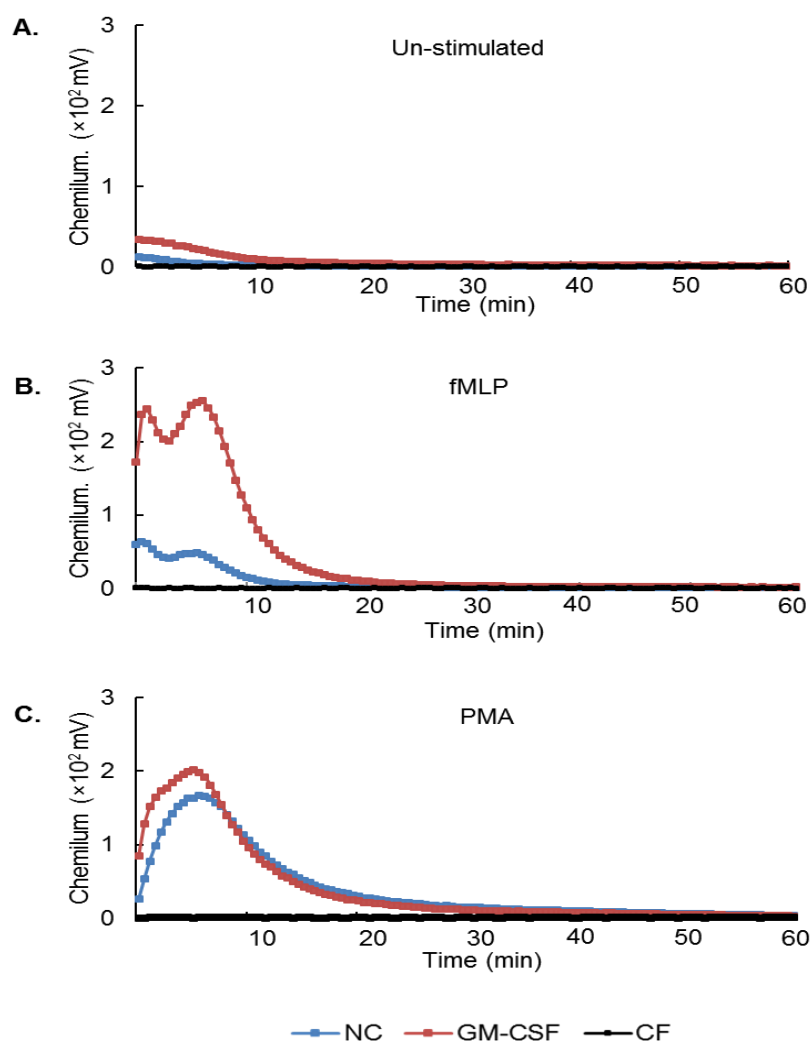 A.
Un-stimulated
Chemilum. (×10² mV)
3
2
1
0
10 20 30 40 50 60
Time (min)
B.
fMLP
Chemilum. (×10² mV)
3
2
1
0
10 20 30 40 50 60
Time (min)
C.
PMA
Chemilum (×10² mV)
3
2
1
0
10 20 30 40 50 60
Time (min)
NC GM-CSF CF